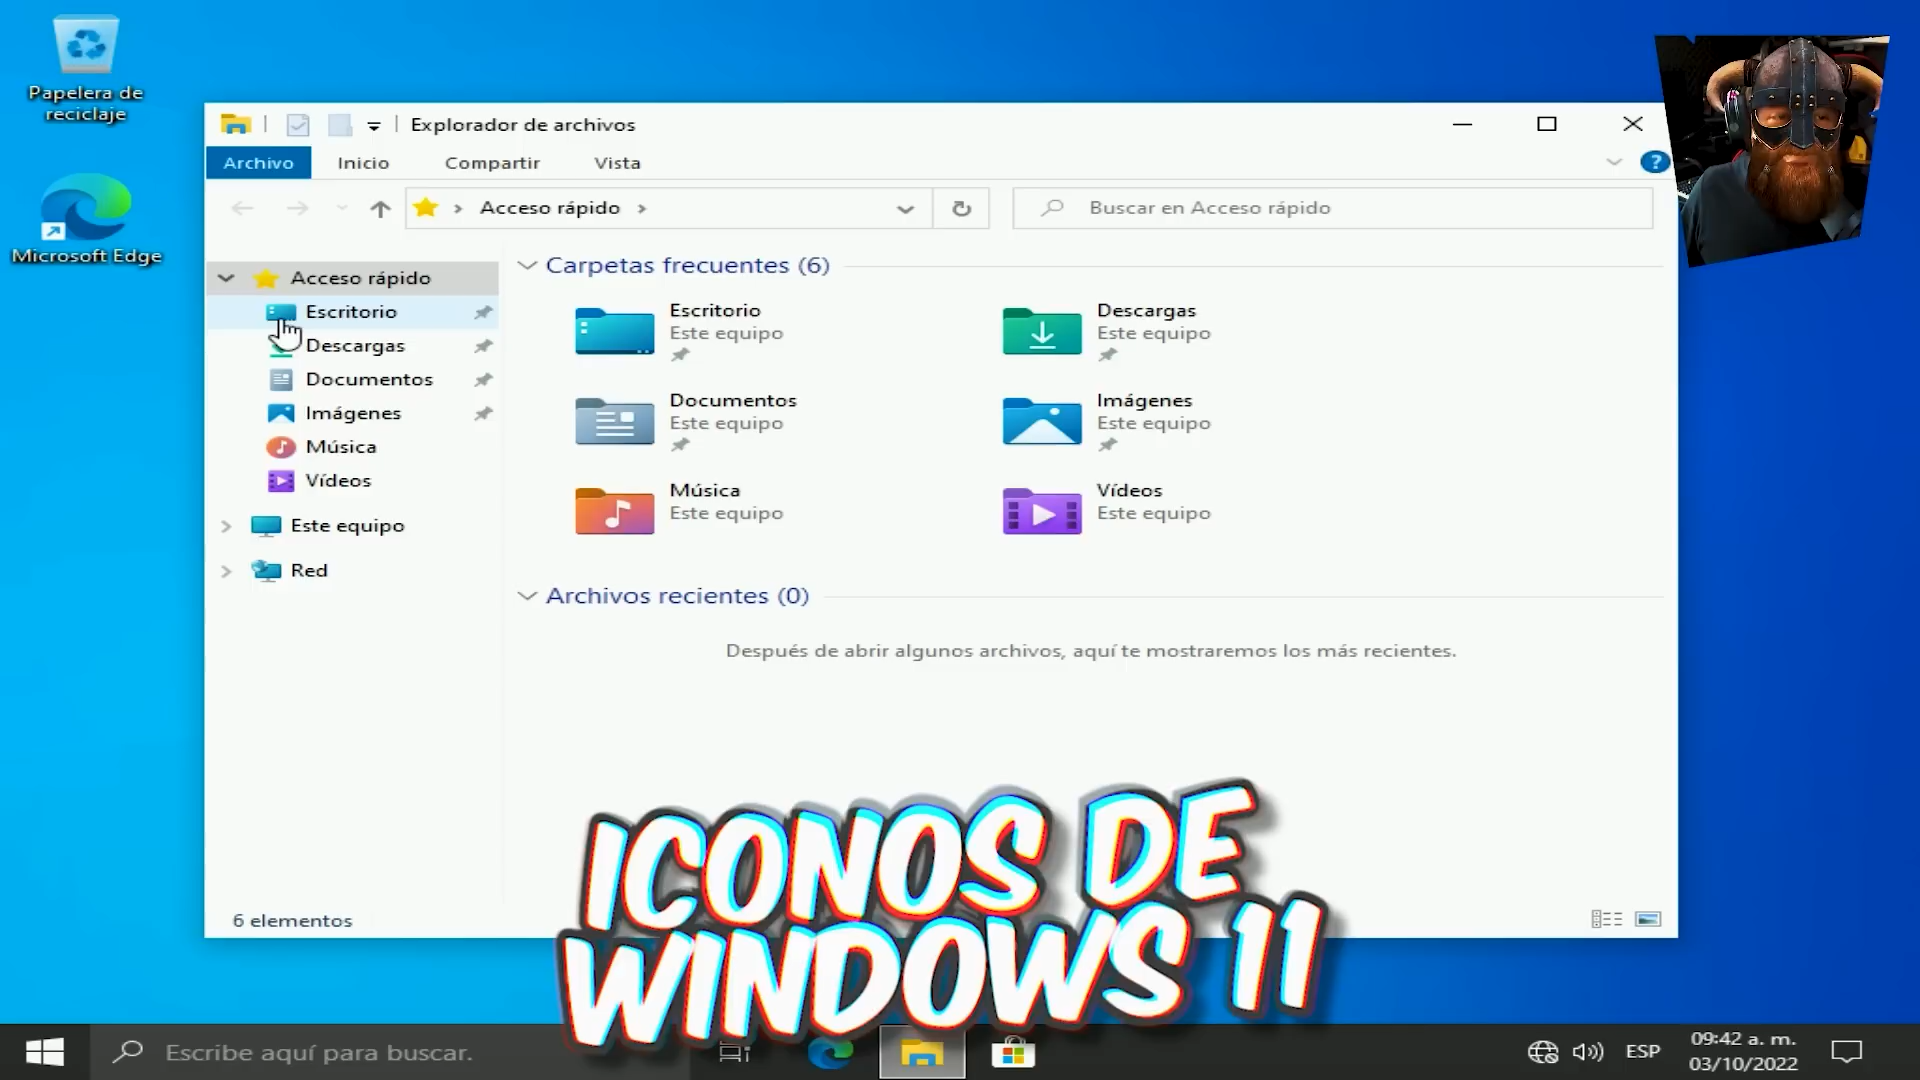 Papelera de
reciclaje
Microsoft Edge
Explorador de archivos
Archivo
Inicio
Compartir
Vista
?
Acceso rápido
Buscar en Acceso rápido
Acceso rápido
Escritorio
Descargas
Documentos
Imágenes
Música
Vídeos
Este equipo
Red
Carpetas frecuentes (6)
Escritorio
Este equipo
Descargas
Este equipo
Documentos
Este equipo
Imágenes
Este equipo
Música
Este equipo
Vídeos
Este equipo
Archivos recientes (0)
Después de abrir algunos archivos, aquí te mostraremos los más recientes.
6 elementos
ICONOS DE
WINDOWS 11
Escribe aquí para buscar.
ESP
09:42 a. m.
03/10/2022